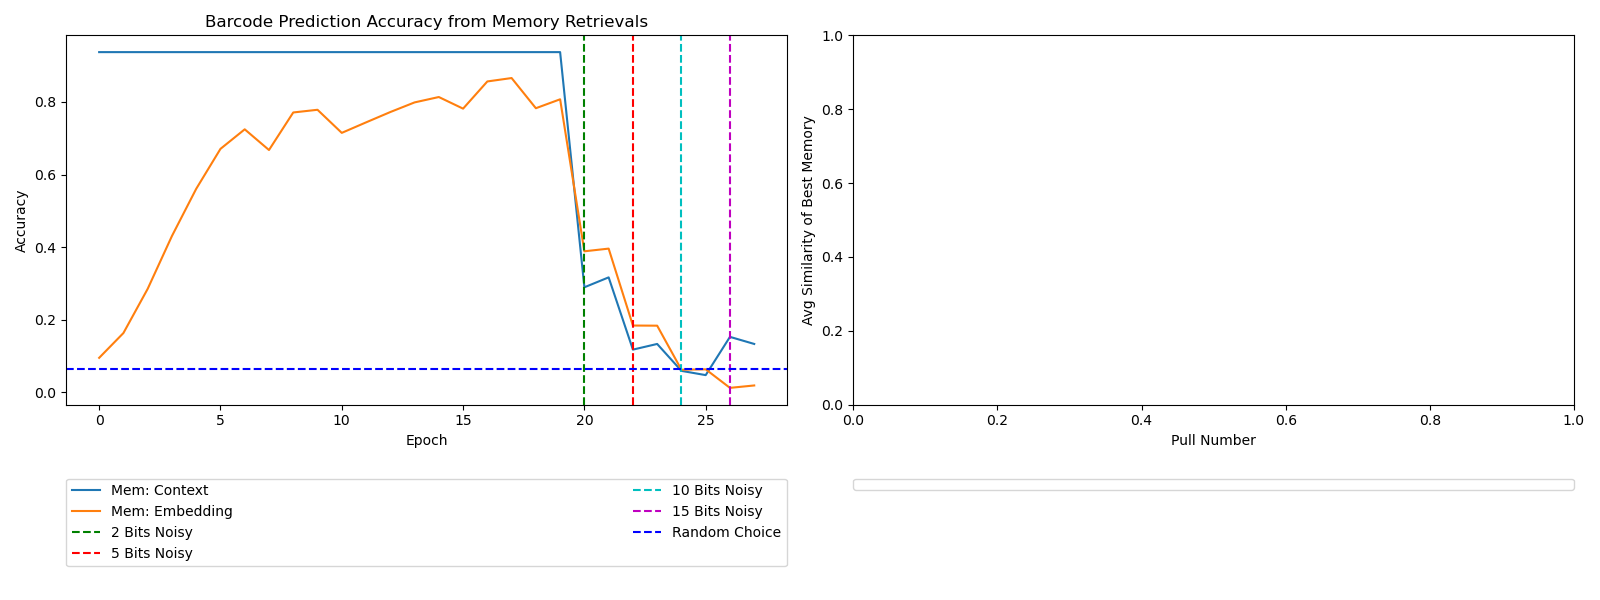 Barcode Prediction Accuracy from Memory Retrievals
Accuracy
0.8
0.6
0.4
0.2
0.0
0 5 10 15 20 25
Epoch
Mem: Context
Mem: Embedding
2 Bits Noisy
5 Bits Noisy
10 Bits Noisy
15 Bits Noisy
Random Choice
Avg Similarity of Best Memory
1.0
0.8
0.6
0.4
0.2
0.0
0.0 0.2 0.4 0.6 0.8 1.0
Pull Number